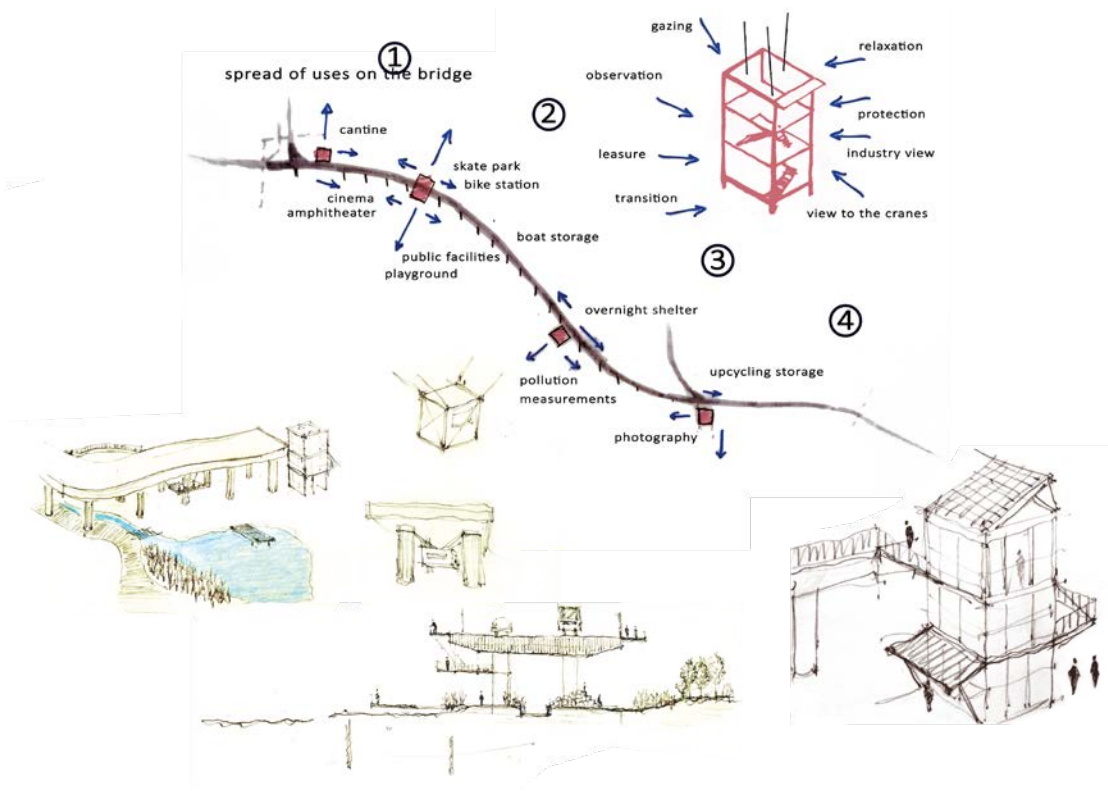 ①
spread of uses on the bridge
cantine
cinema
amphitheater
②
skate park
bike station
public facilities
playground
boat storage
gazing
observation
leasure
transition
relaxation
protection
industry view
view to the cranes
③
overnight shelter
pollution
measurements
④
upcycling storage
photography